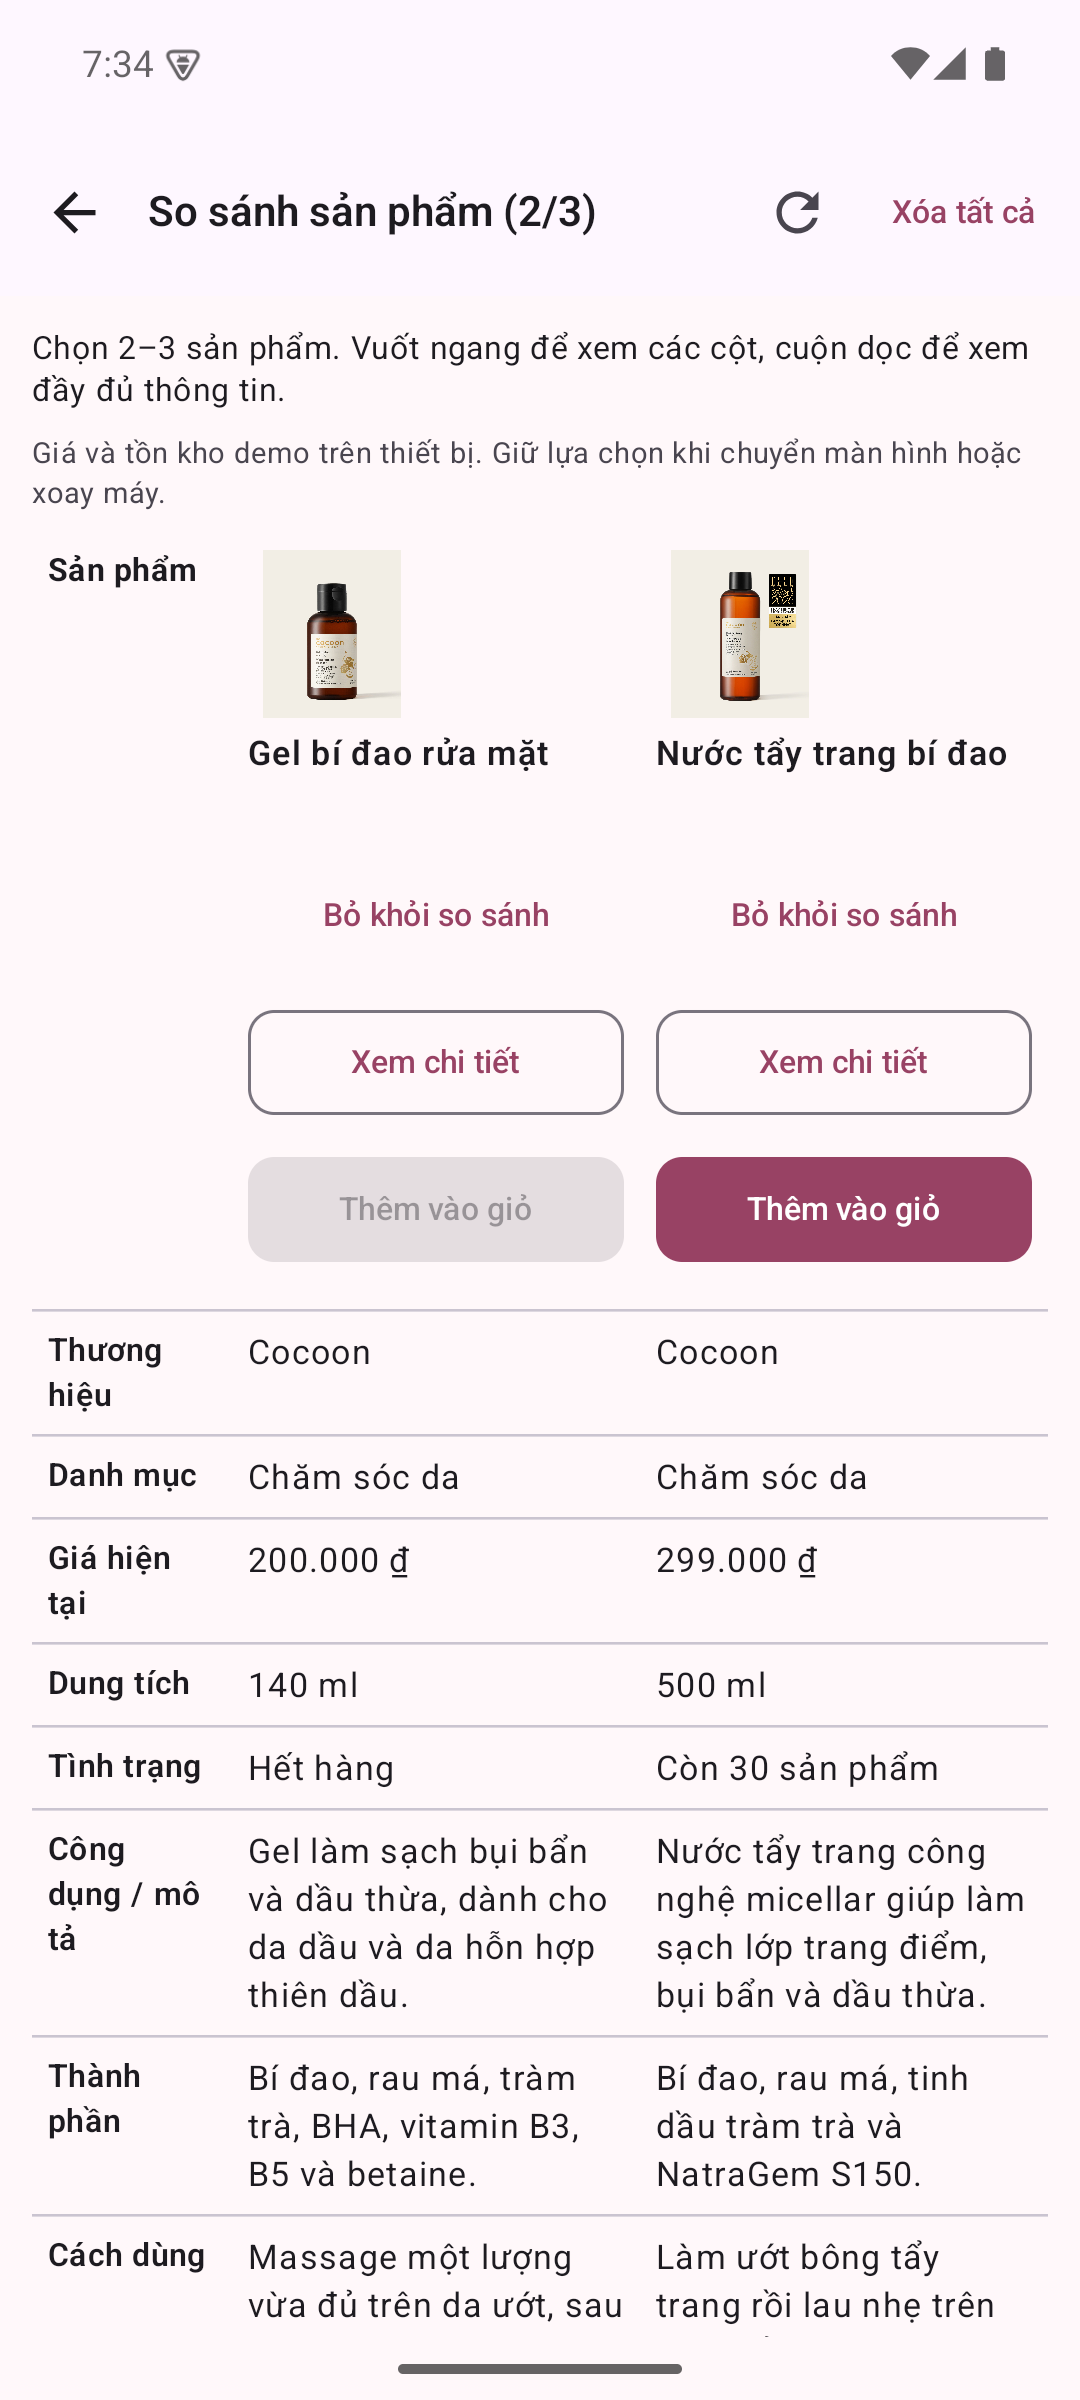 7:34
So sánh sản phẩm (2/3)
Xóa tất cả
Chọn 2–3 sản phẩm. Vuốt ngang để xem các cột, cuộn dọc để xem
đầy đủ thông tin.
Giá và tồn kho demo trên thiết bị. Giữ lựa chọn khi chuyển màn hình hoặc
xoay máy.
Sản phẩm
Cocoon
Gel bí đao rửa mặt
Nước tẩy trang bí đao
Bỏ khỏi so sánh
Bỏ khỏi so sánh
Xem chi tiết
Xem chi tiết
Thêm vào giỏ
Thêm vào giỏ
Thương
hiệu
Cocoon
Cocoon
Danh mục
Chăm sóc da
Chăm sóc da
Giá hiện
tại
200.000 ₫
299.000 ₫
Dung tích
140 ml
500 ml
Tình trạng
Hết hàng
Còn 30 sản phẩm
Công
dụng / mô
tả
Gel làm sạch bụi bẩn
và dầu thừa, dành cho
da dầu và da hỗn hợp
thiên dầu.
Nước tẩy trang công
nghệ micellar giúp làm
sạch lớp trang điểm,
bụi bẩn và dầu thừa.
Thành
phần
Bí đao, rau má, tràm
trà, BHA, vitamin B3,
B5 và betaine.
Bí đao, rau má, tinh
dầu tràm trà và
NatraGem S150.
Cách dùng
Massage một lượng
vừa đủ trên da ướt, sau
Làm ướt bông tẩy
trang rồi lau nhẹ trên